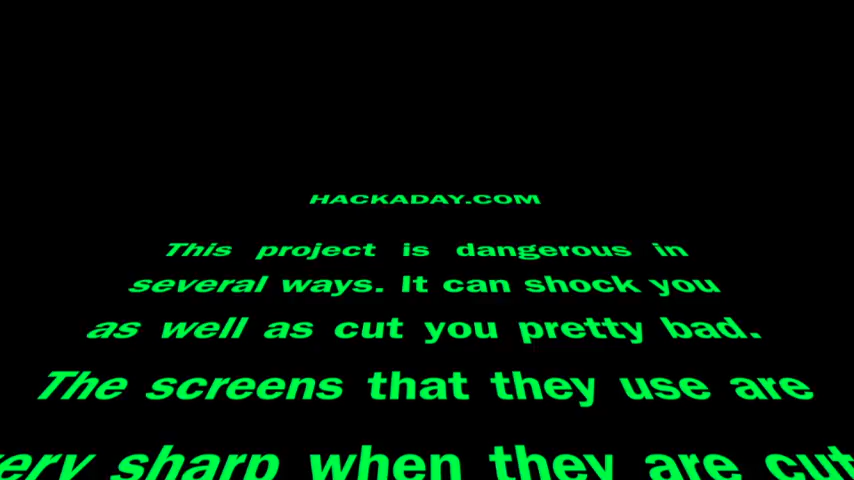 HACKADAY.COM
This project is dangerous in
several ways. It can shock you
as well as cut you pretty bad.
The screens that they use are
very sharp when they are cut